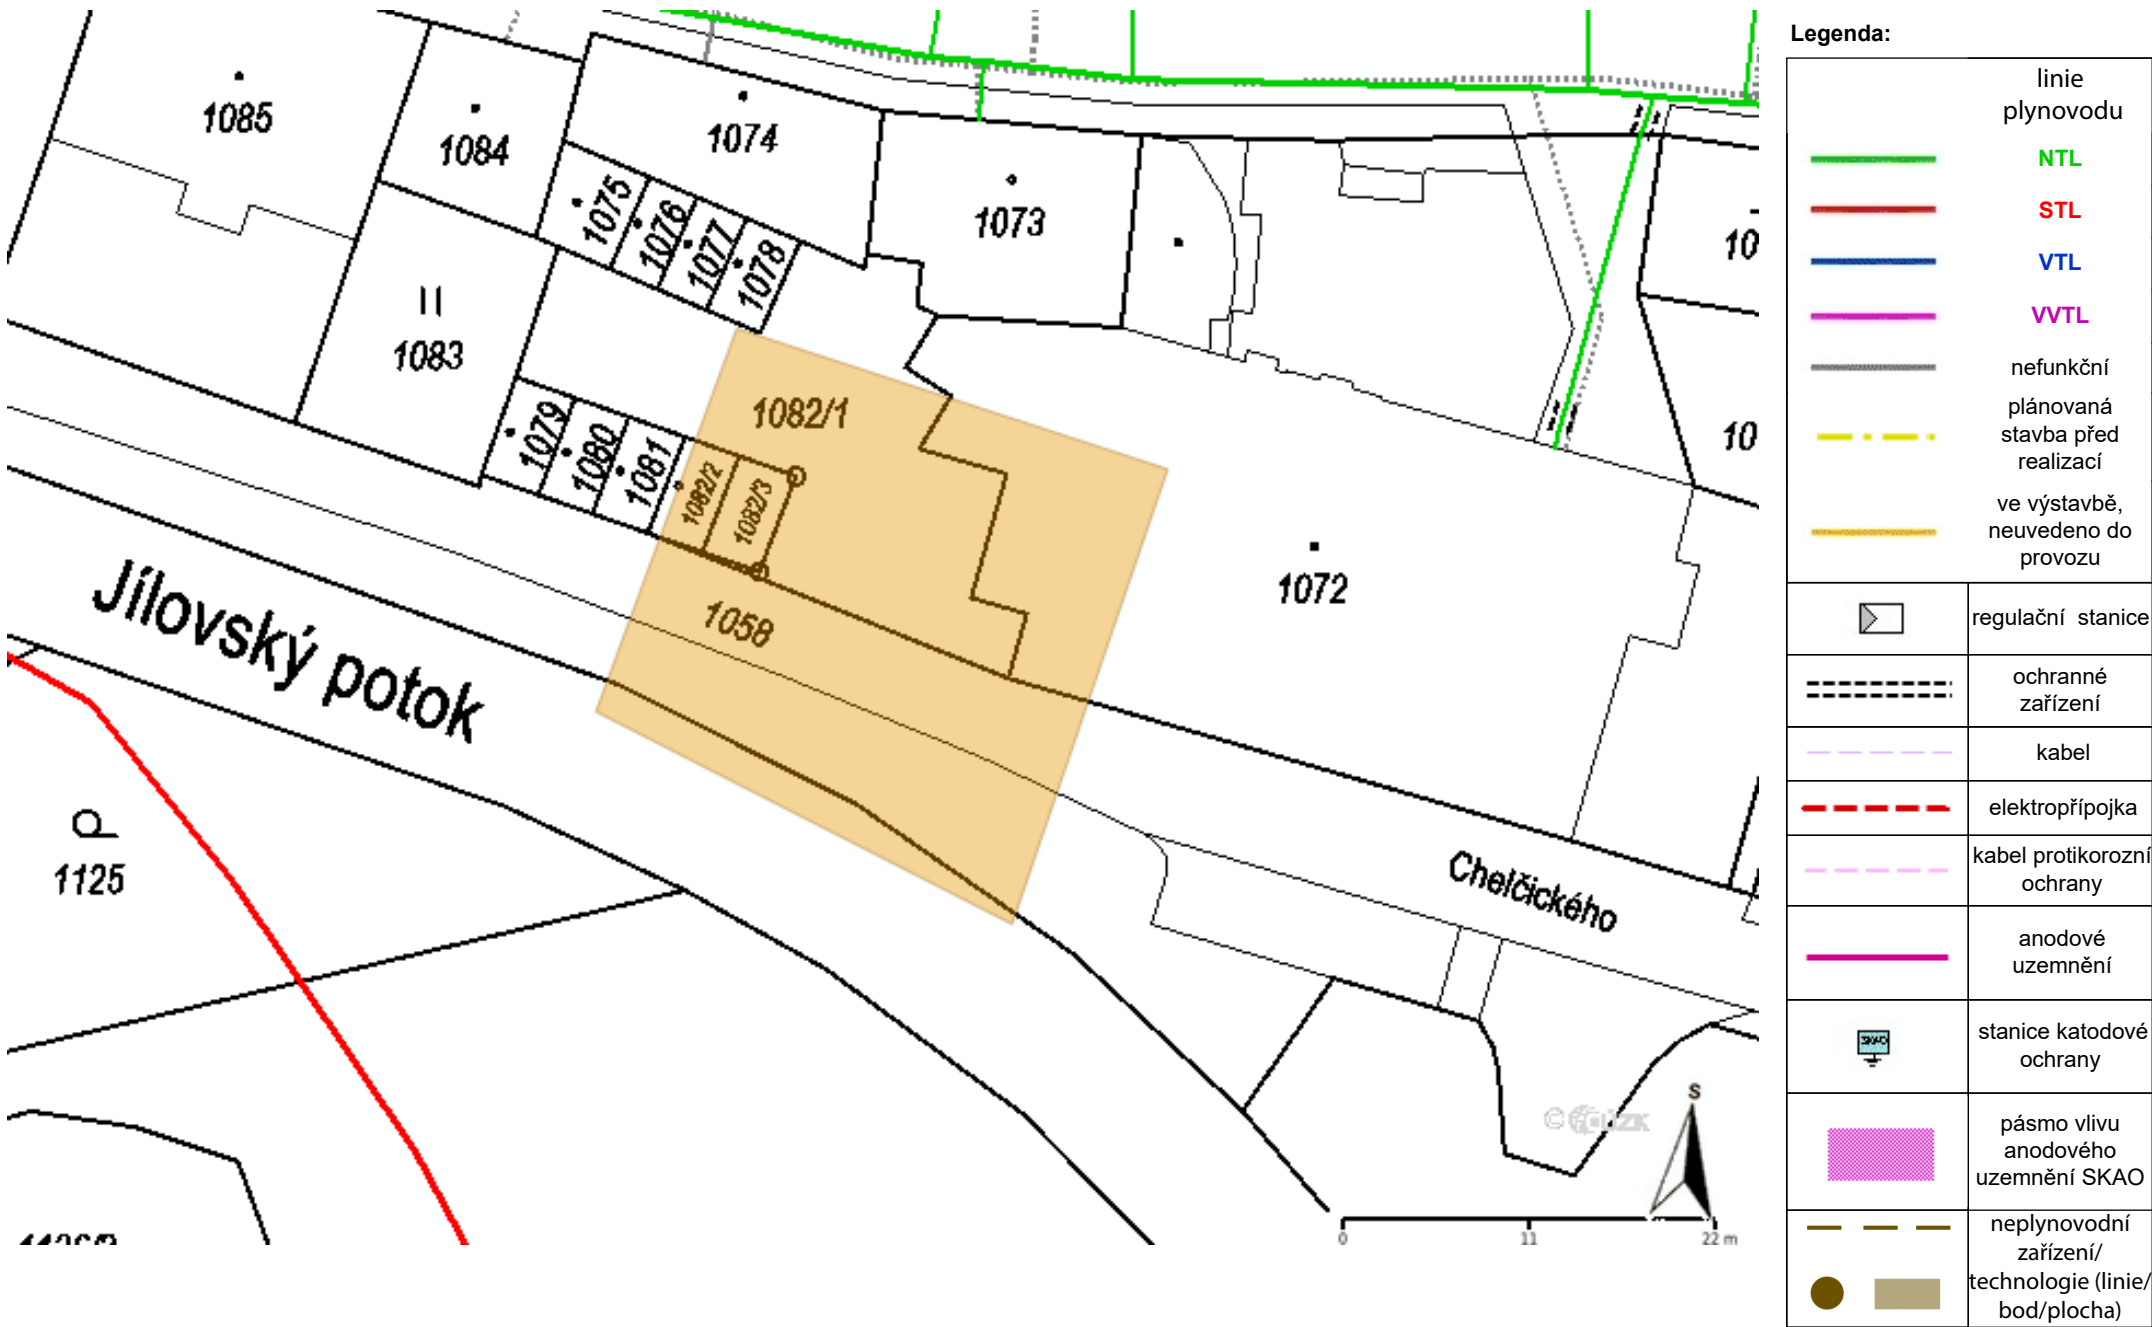 Legenda:
linie
plynovodu
NTL
STL
VTL
VVTL
nefunkční
plánovaná
stavba před
realizací
ve výstavbě,
neuvedeno do
provozu
regulační stanice
ochranné
zařízení
kabel
elektropřípojka
kabel protikorozní
ochrany
anodové
uzemnění
SKAO
stanice katodové
ochrany
pásmo vlivu
anodového
uzemnění SKAO
neplynovodní
zařízení/
technologie (linie/
bod/plocha)
1085
1084
1074
1075
1076
1077
1078
1073
10
1083
1082/1
10
1079
1080
1081
1082/2
1082/3
1072
1058
Jílovský potok
1125
Chelčického
S
0 11 22 m